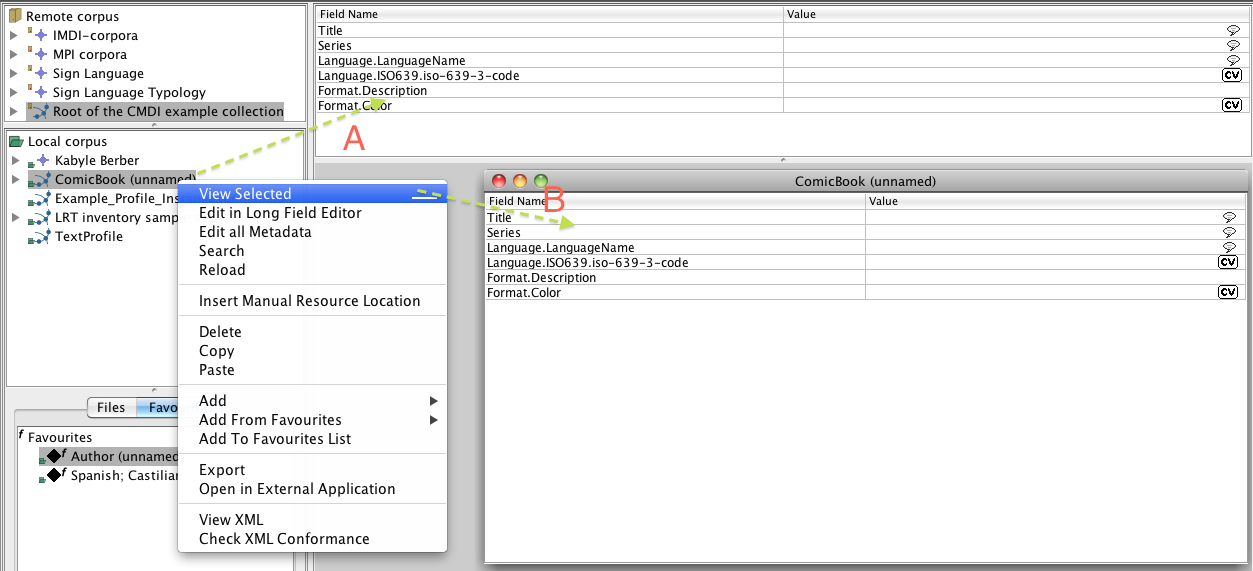 Remote corpus
IMDI-corpora
MPI corpora
Sign Language
Sign Language Typology
Root of the CMDI example collection
Field Name Value
Title
Series
Language.LanguageName
Language.ISO639.iso-639-3-code CV
Format.Description
Format.Color CV
A
Local corpus
Kabyle Berber
ComicBook (unnamed)
Example_Profile_Ins
LRT inventory samp
TextProfile
View Selected
Edit in Long Field Editor
Edit all Metadata
Search
Reload
Insert Manual Resource Location
Delete
Copy
Paste
Add
Add From Favourites
Add To Favourites List
Export
Open in External Application
View XML
Check XML Conformance
B
ComicBook (unnamed)
Field Name Value
Title
Series
Language.LanguageName
Language.ISO639.iso-639-3-code CV
Format.Description
Format.Color CV
Files Favo
f Favourites
f Author (unnamed
f Spanish; Castilian